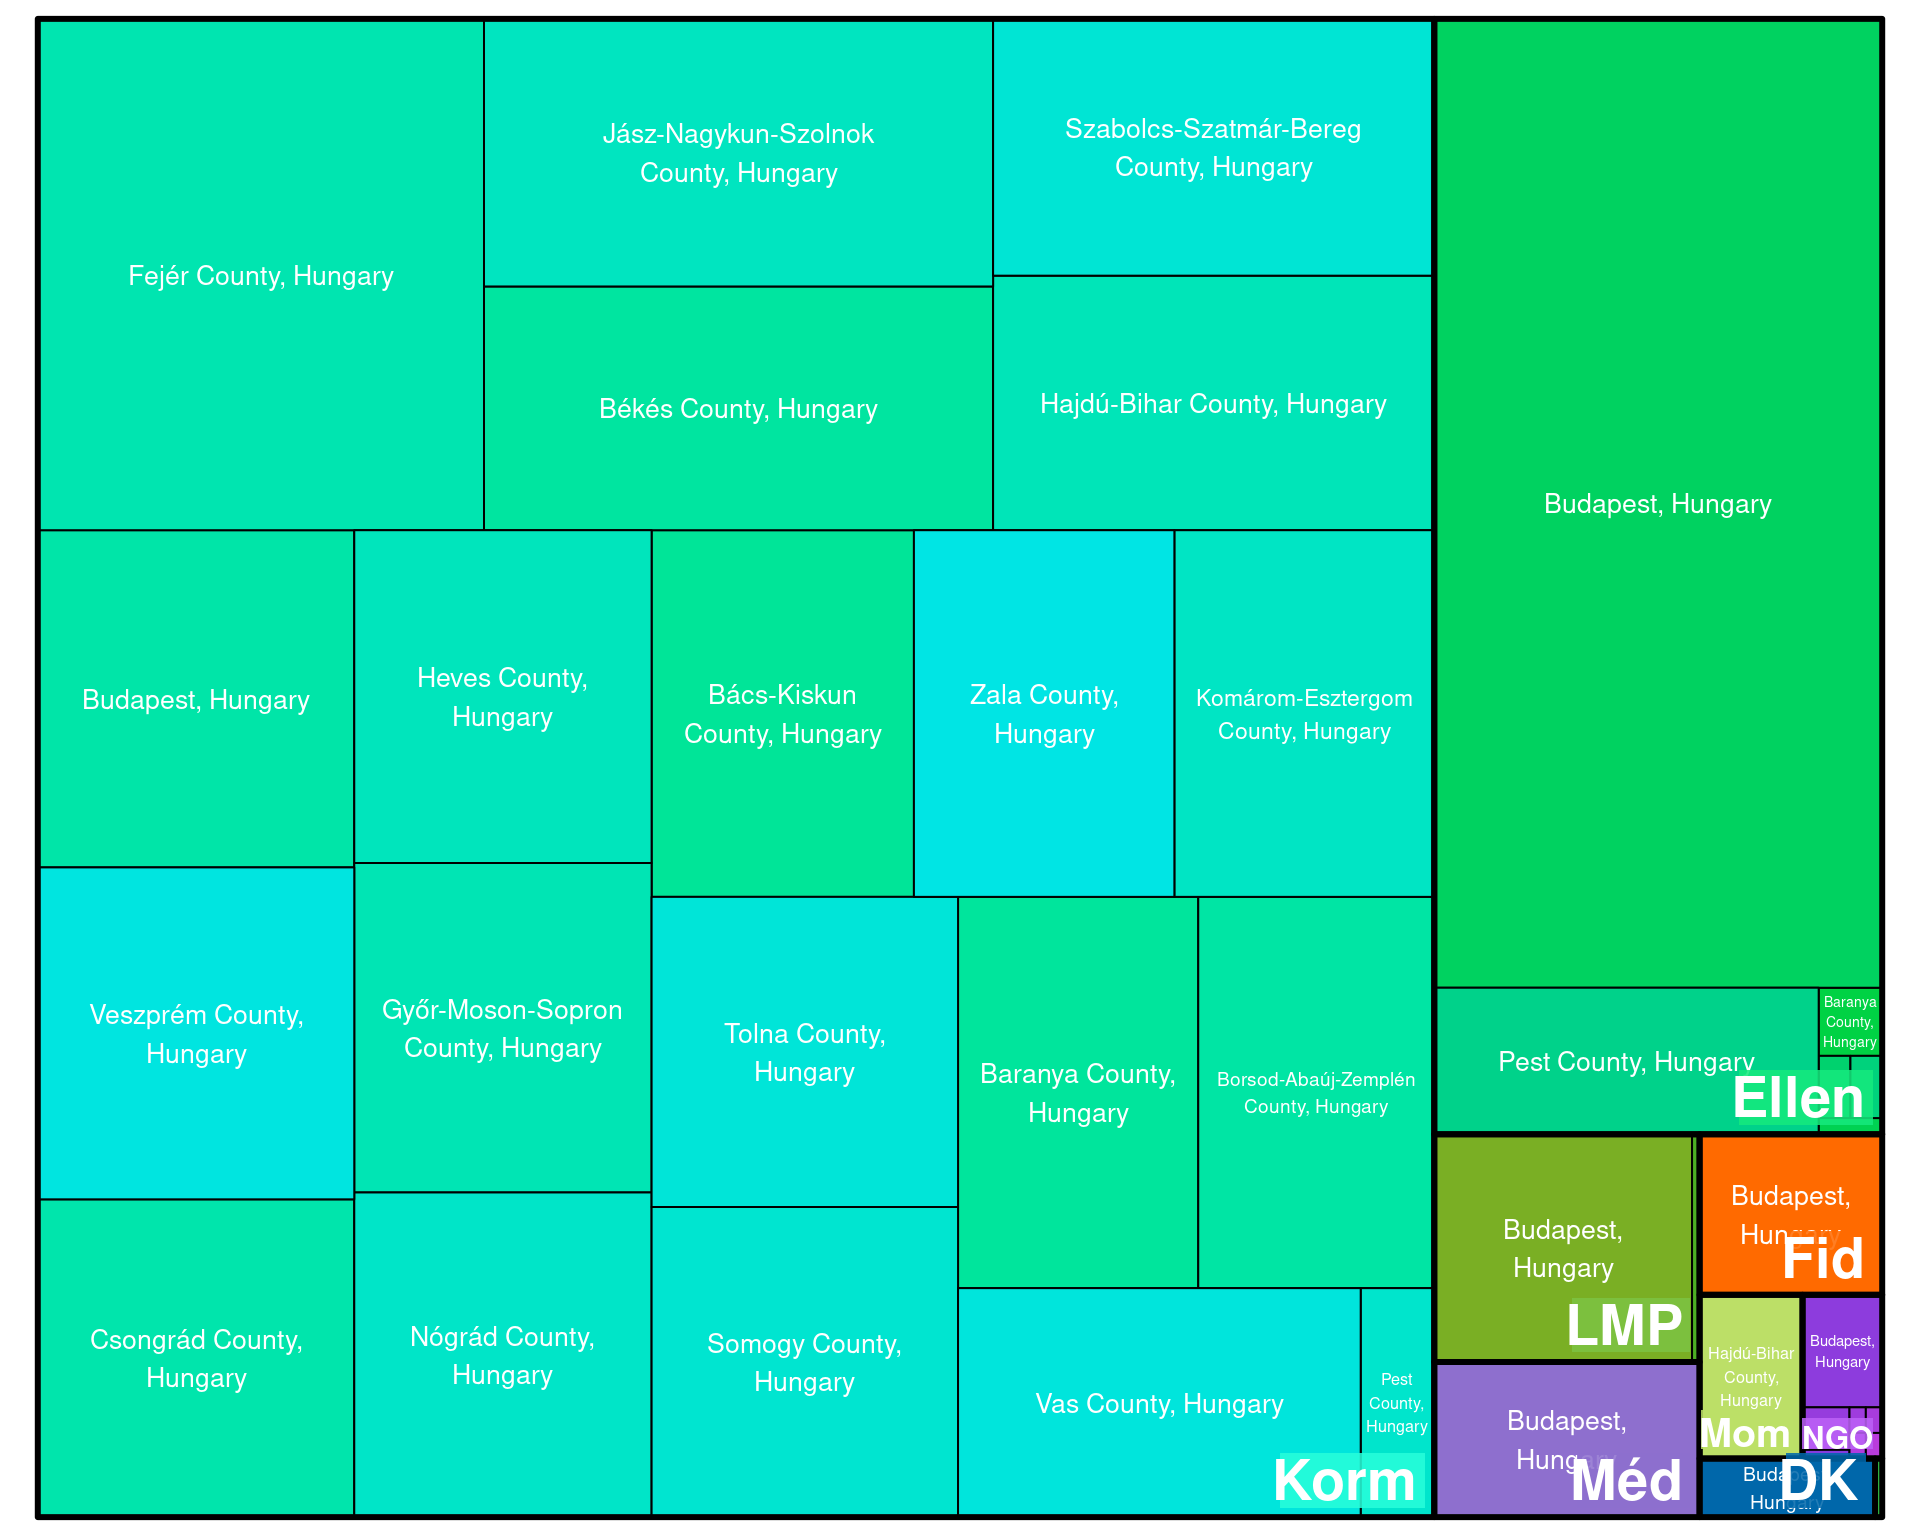 Fejér County, Hungary
Jász-Nagykun-Szolnok
County, Hungary
Szabolcs-Szatmár-Bereg
County, Hungary
Békés County, Hungary
Hajdú-Bihar County, Hungary
Budapest, Hungary
Budapest, Hungary
Heves County,
Hungary
Bács-Kiskun
County, Hungary
Zala County,
Hungary
Komárom-Esztergom
County, Hungary
Veszprém County,
Hungary
Győr-Moson-Sopron
County, Hungary
Tolna County,
Hungary
Baranya County,
Hungary
Borsod-Abaúj-Zemplén
County, Hungary
Csongrád County,
Hungary
Nógrád County,
Hungary
Somogy County,
Hungary
Vas County, Hungary
Pest
County,
Hungary
Korm
Pest County, Hungary
Baranya
County,
Hungary
Ellen
Budapest,
Hungary
LMP
Budapest,
Hungary
Fid
Budapest,
Hungary
Méd
Hajdú-Bihar
County,
Hungary
Mom
Budapest,
Hungary
NGO
Budapest,
Hungary
DK